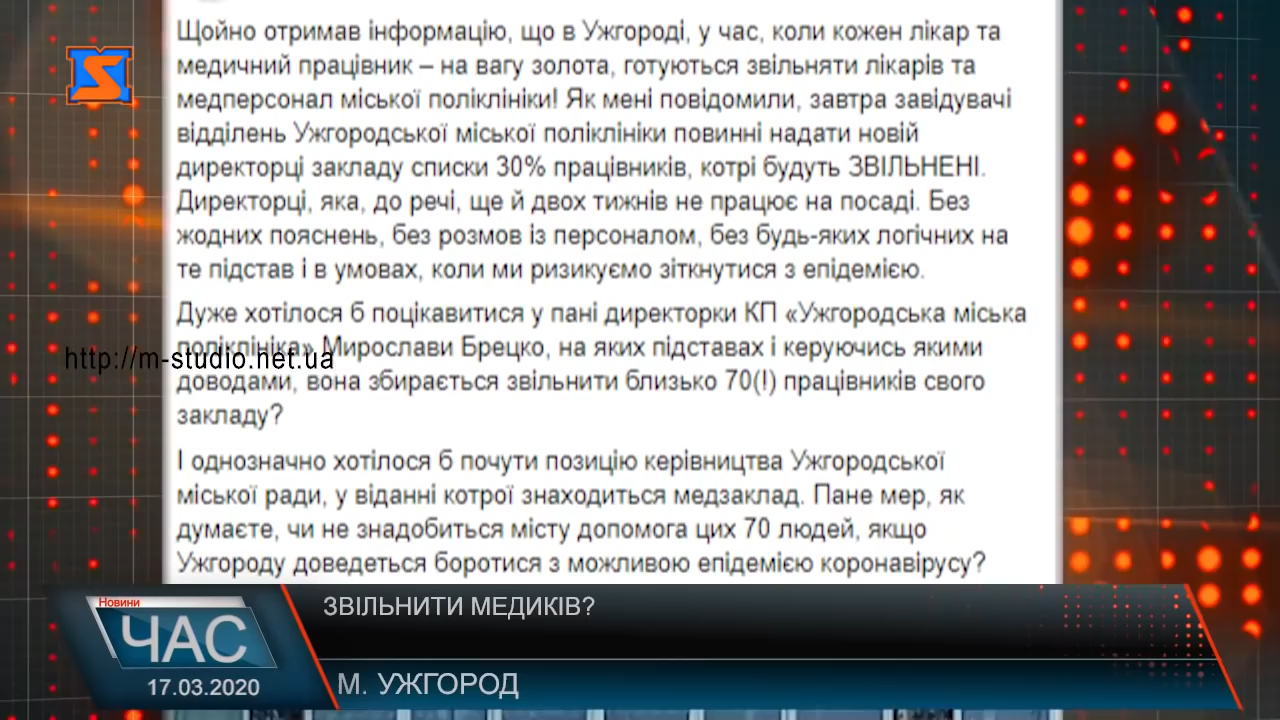 Щойно отримав інформацію, що в Ужгороді, у час, коли кожен лікар та
медичний працівник – на вагу золота, готуються звільняти лікарів та
медперсонал міської поліклініки! Як мені повідомили, завтра завідувачі
відділень Ужгородської міської поліклініки повинні надати новій
директорці закладу списки 30% працівників, котрі будуть ЗВІЛЬНЕНІ.
Директорці, яка, до речі, ще й двох тижнів не працює на посаді. Без
жодних пояснень, без розмов із персоналом, без будь-яких логічних на
те підстав і в умовах, коли ми ризикуємо зіткнутися з епідемією.
Дуже хотілося б поцікавитися у пані директорки КП «Ужгородська міська
поліклініка» Мирослави Брецко, на яких підставах і керуючись якими
http://m-studio.net.ua
доводами, вона збирається звільнити близько 70(!) працівників свого
закладу?
І однозначно хотілося б почути позицію керівництва Ужгородської
міської ради, у віданні котрої знаходиться медзаклад. Пане мер, як
думаєте, чи не знадобиться місту допомога цих 70 людей, якщо
Ужгороду доведеться боротися з можливою епідемією коронавірусу?
Новини
ЧАС
17.03.2020
ЗВІЛЬНИТИ МЕДИКІВ?
М. УЖГОРОД